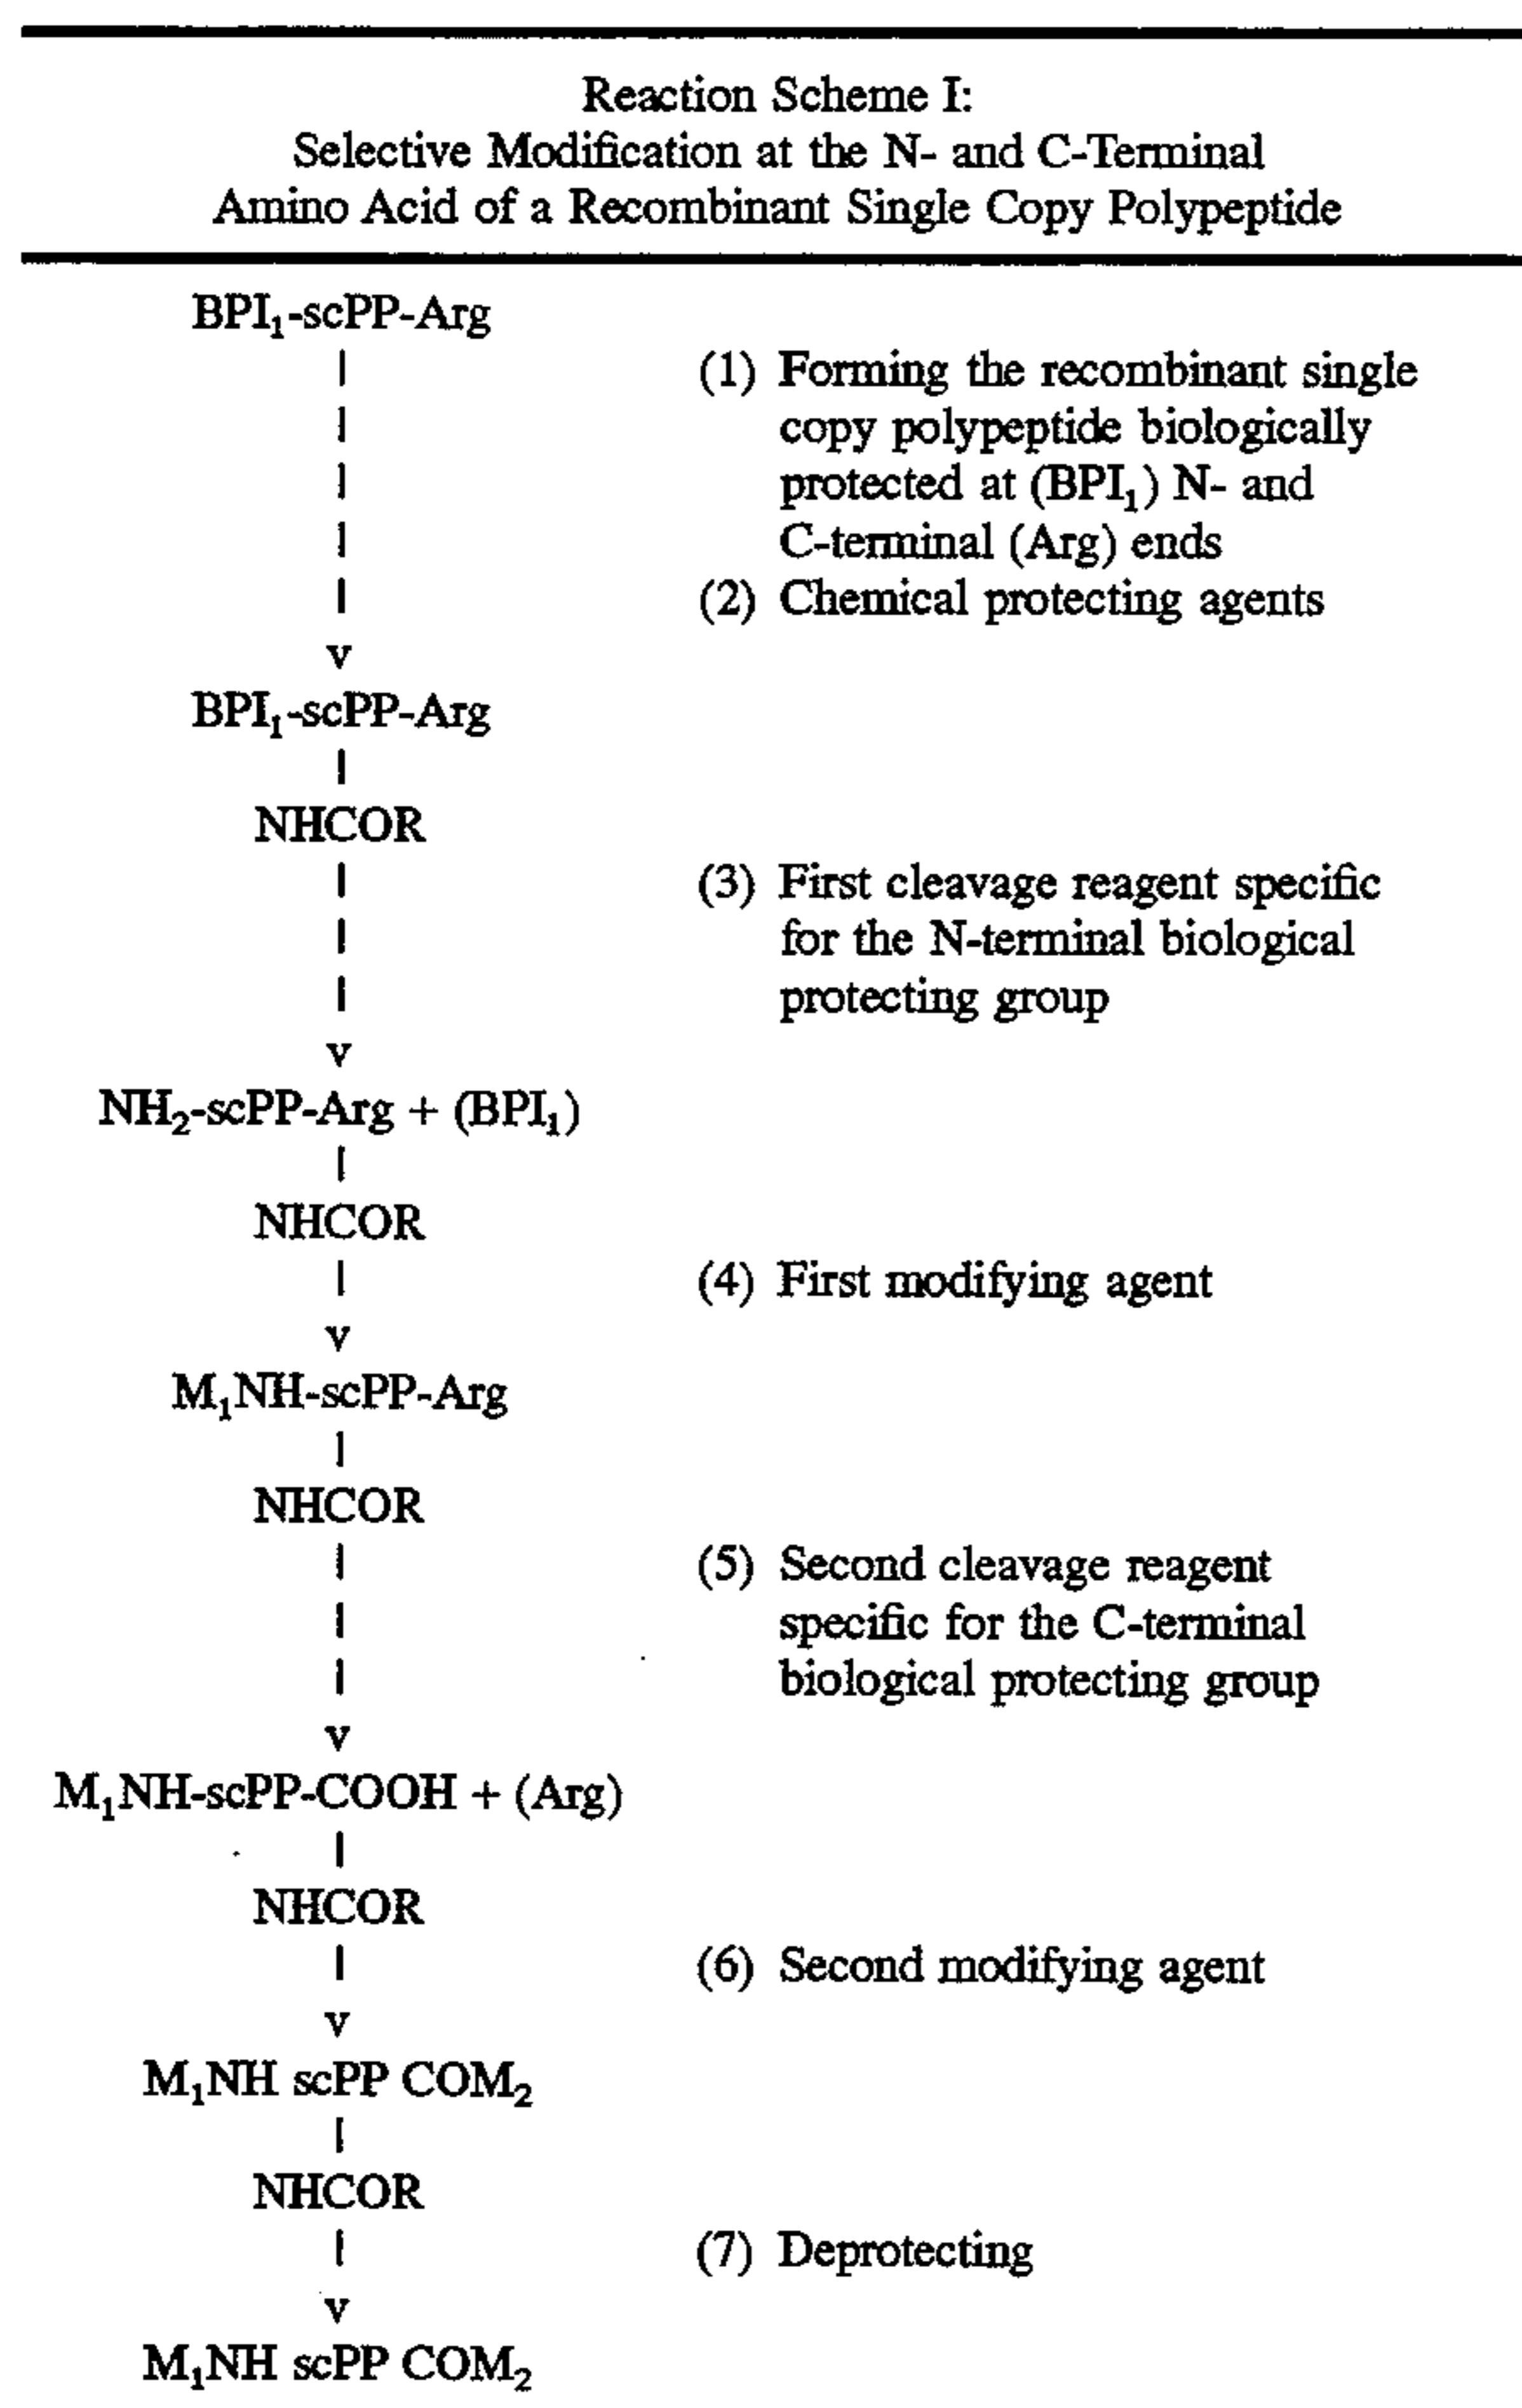 Reaction Scheme I:
Selective Modification at the N- and C-Terminal
Amino Acid of a Recombinant Single Copy Polypeptide
BPI₁-scPP-Arg
(1) Forming the recombinant single
copy polypeptide biologically
protected at (BPI₁) N- and
C-terminal (Arg) ends
(2) Chemical protecting agents
v
BPI₁-scPP-Arg
NHCOR
(3) First cleavage reagent specific
for the N-terminal biological
protecting group
v
NH₂-scPP-Arg + (BPI₁)
NHCOR
(4) First modifying agent
v
M₁NH-scPP-Arg
NHCOR
(5) Second cleavage reagent
specific for the C-terminal
biological protecting group
v
M₁NH-scPP-COOH + (Arg)
NHCOR
(6) Second modifying agent
v
M₁NH scPP COM₂
NHCOR
(7) Deprotecting
v
M₁NH scPP COM₂